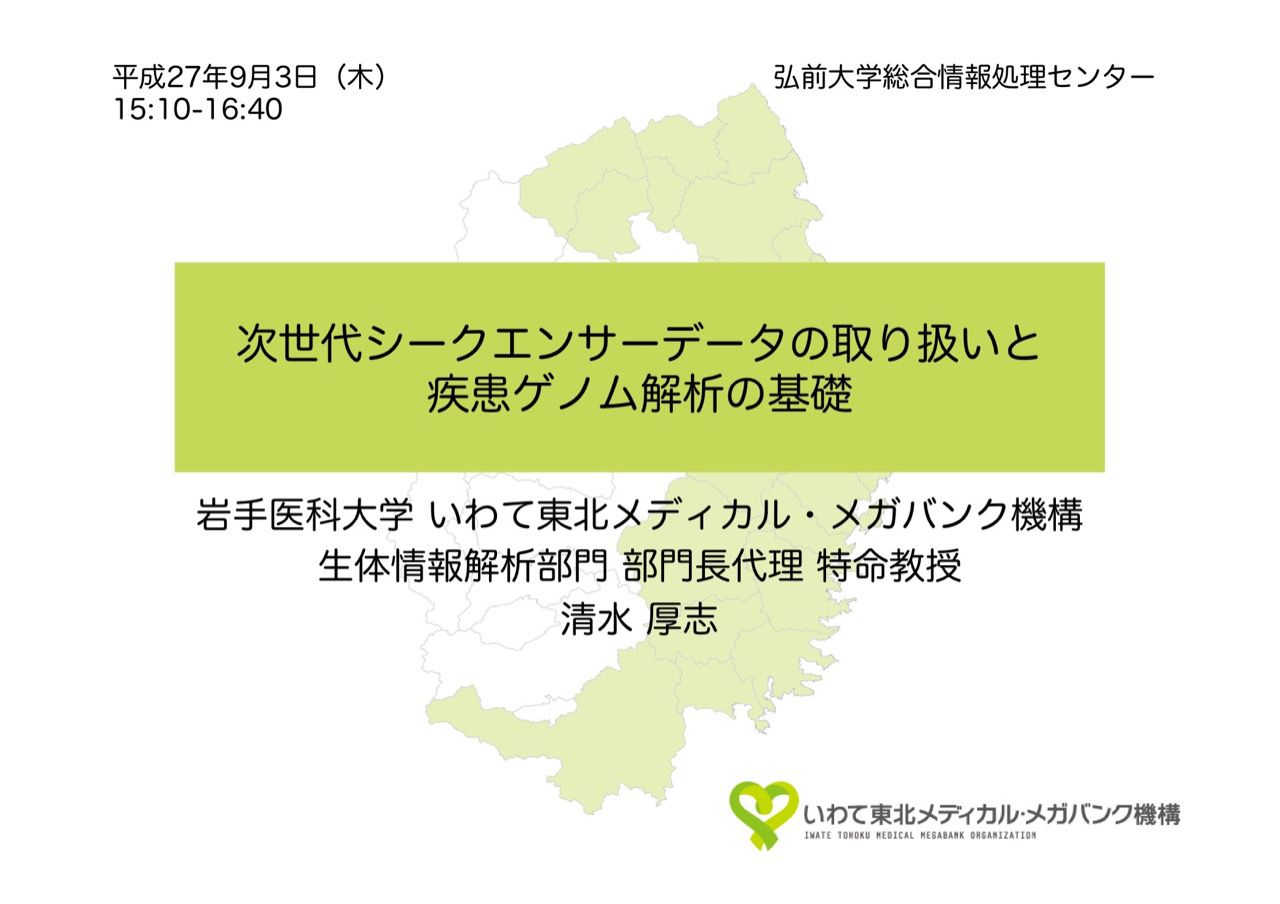 平成27年9月3日（木）
15:10-16:40
弘前大学総合情報処理センター
次世代シークエンサーデータの取り扱いと
疾患ゲノム解析の基礎
岩手医科大学 いわて東北メディカル・メガバンク機構
生体情報解析部門 部門長代理 特命教授
清水 厚志
いわて東北メディカル・メガバンク機構
IWATE TOHOKU MEDICAL MEGABANK ORGANIZATION